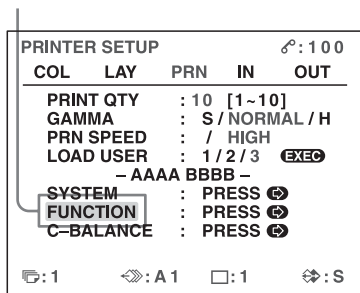 PRINTER SETUP :100
COL LAY PRN IN OUT
PRINT QTY : 10 [1~10]
GAMMA : S / NORMAL / H
PRN SPEED : / HIGH
LOAD USER : 1 / 2 / 3 EXEC
– AAAA BBBB –
SYSTEM : PRESS
FUNCTION : PRESS
C–BALANCE : PRESS
:1 :A1 :1 :S